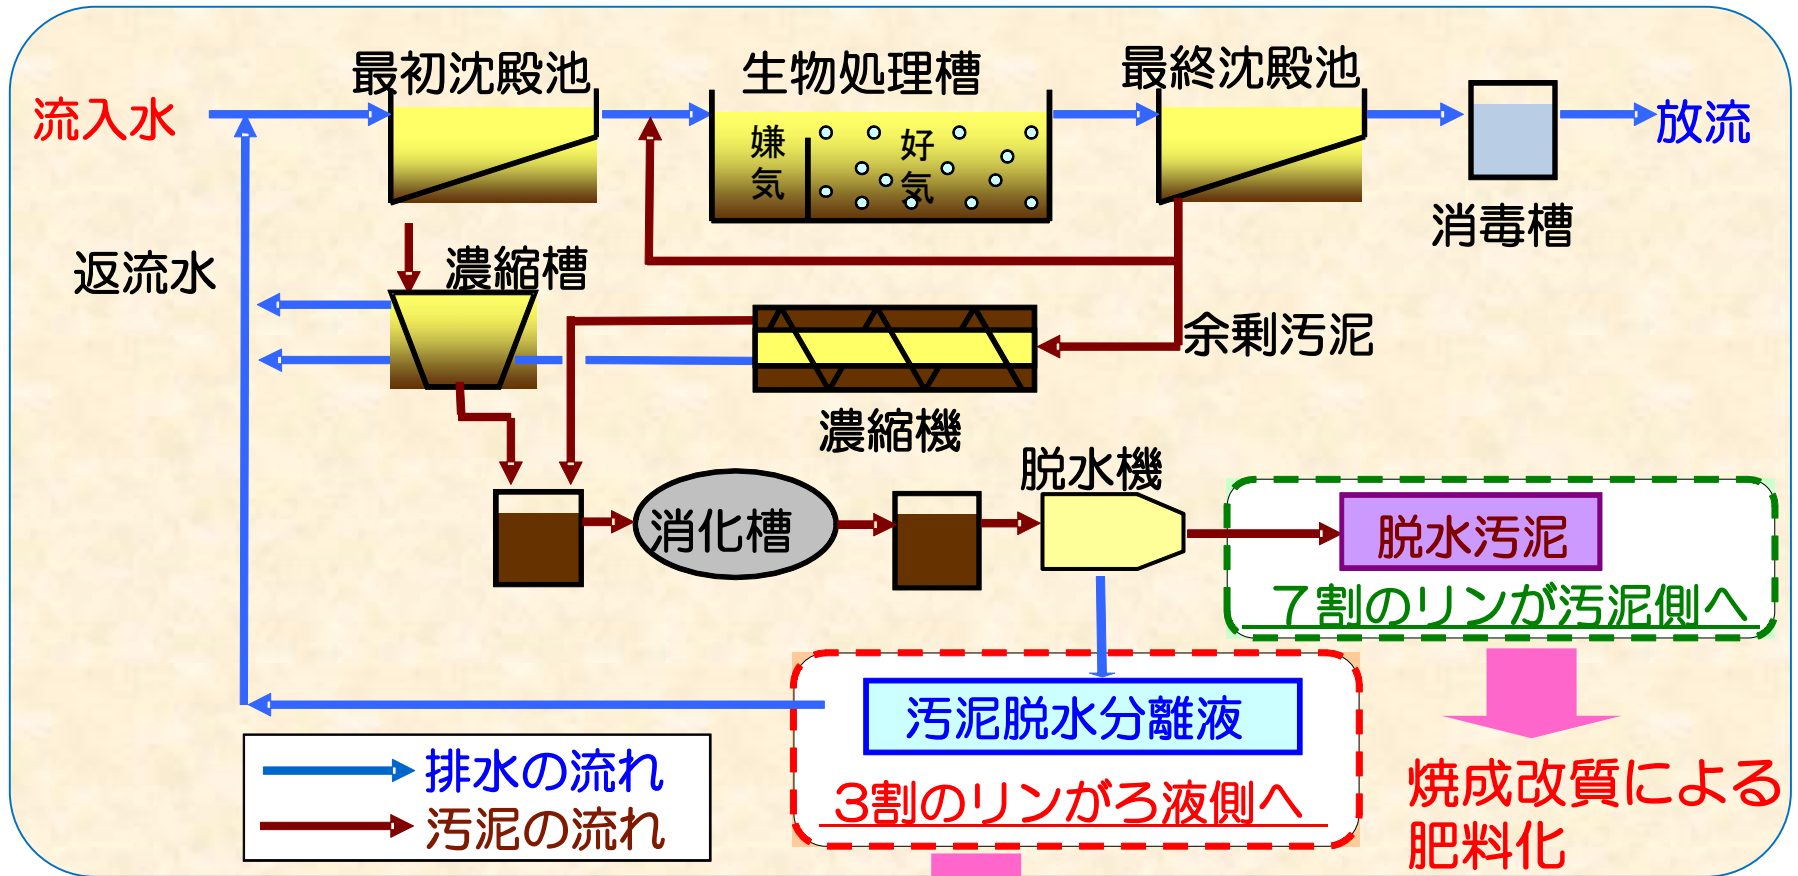 最初沈殿池
生物処理槽
最終沈殿池
流入水
放流
嫌気
好気
消毒槽
返流水
濃縮槽
余剰汚泥
濃縮機
脱水機
消化槽
脱水汚泥
7割のリンが汚泥側へ
汚泥脱水分離液
3割のリンがろ液側へ
排水の流れ
汚泥の流れ
焼成改質による
肥料化